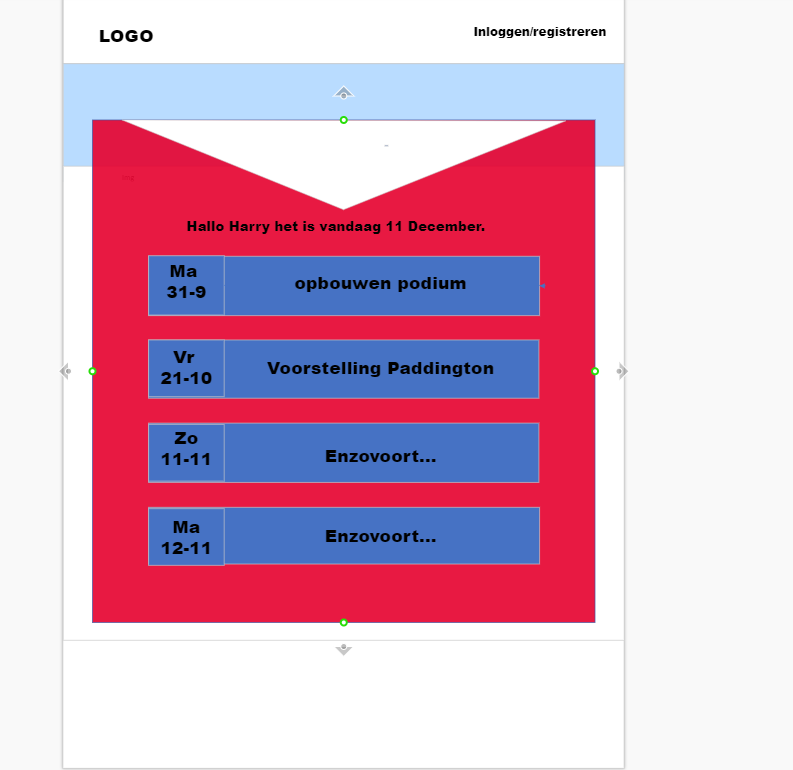 LOGO
Inloggen/registreren
Hallo Harry het is vandaag 11 December.
Ma
31-9
opbouwen podium
Vr
21-10
Voorstelling Paddington
Zo
11-11
Enzovoort...
Ma
12-11
Enzovoort...